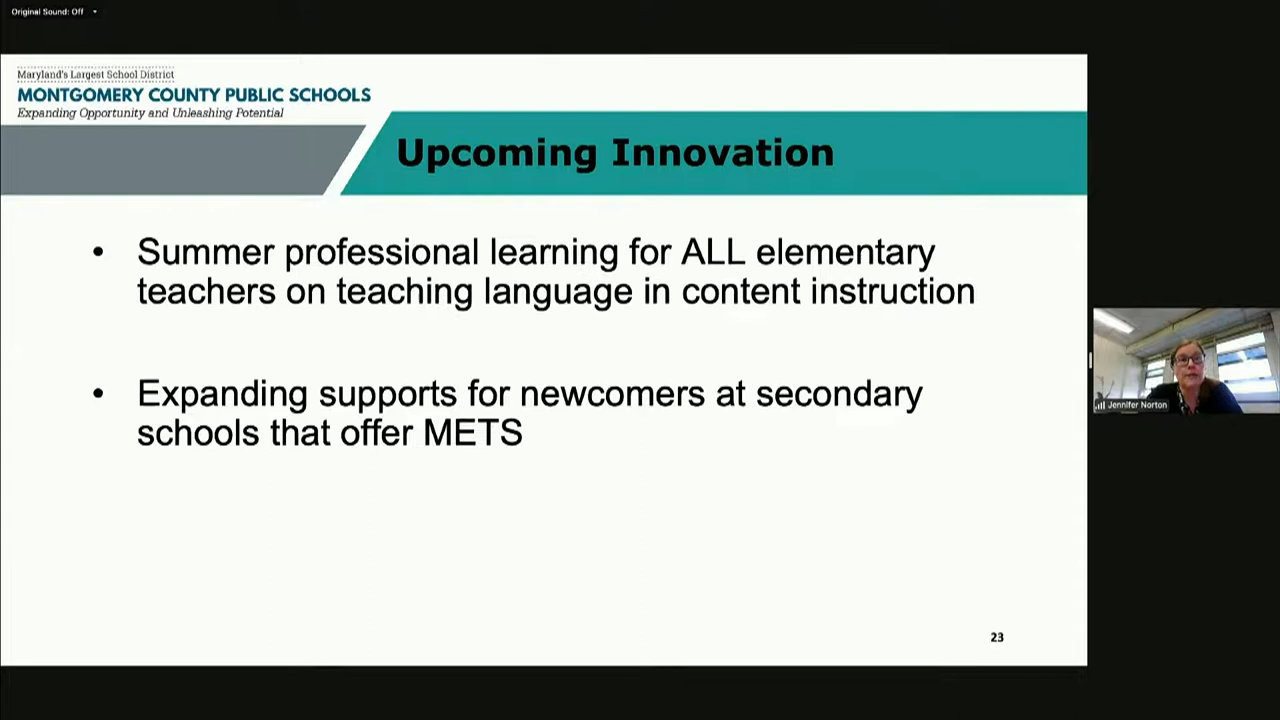 Original Sound: Off
Maryland's Largest School District
MONTGOMERY COUNTY PUBLIC SCHOOLS
Expanding Opportunity and Unleashing Potential
Upcoming Innovation
• Summer professional learning for ALL elementary
teachers on teaching language in content instruction
• Expanding supports for newcomers at secondary
schools that offer METS
Jennifer Norton
23